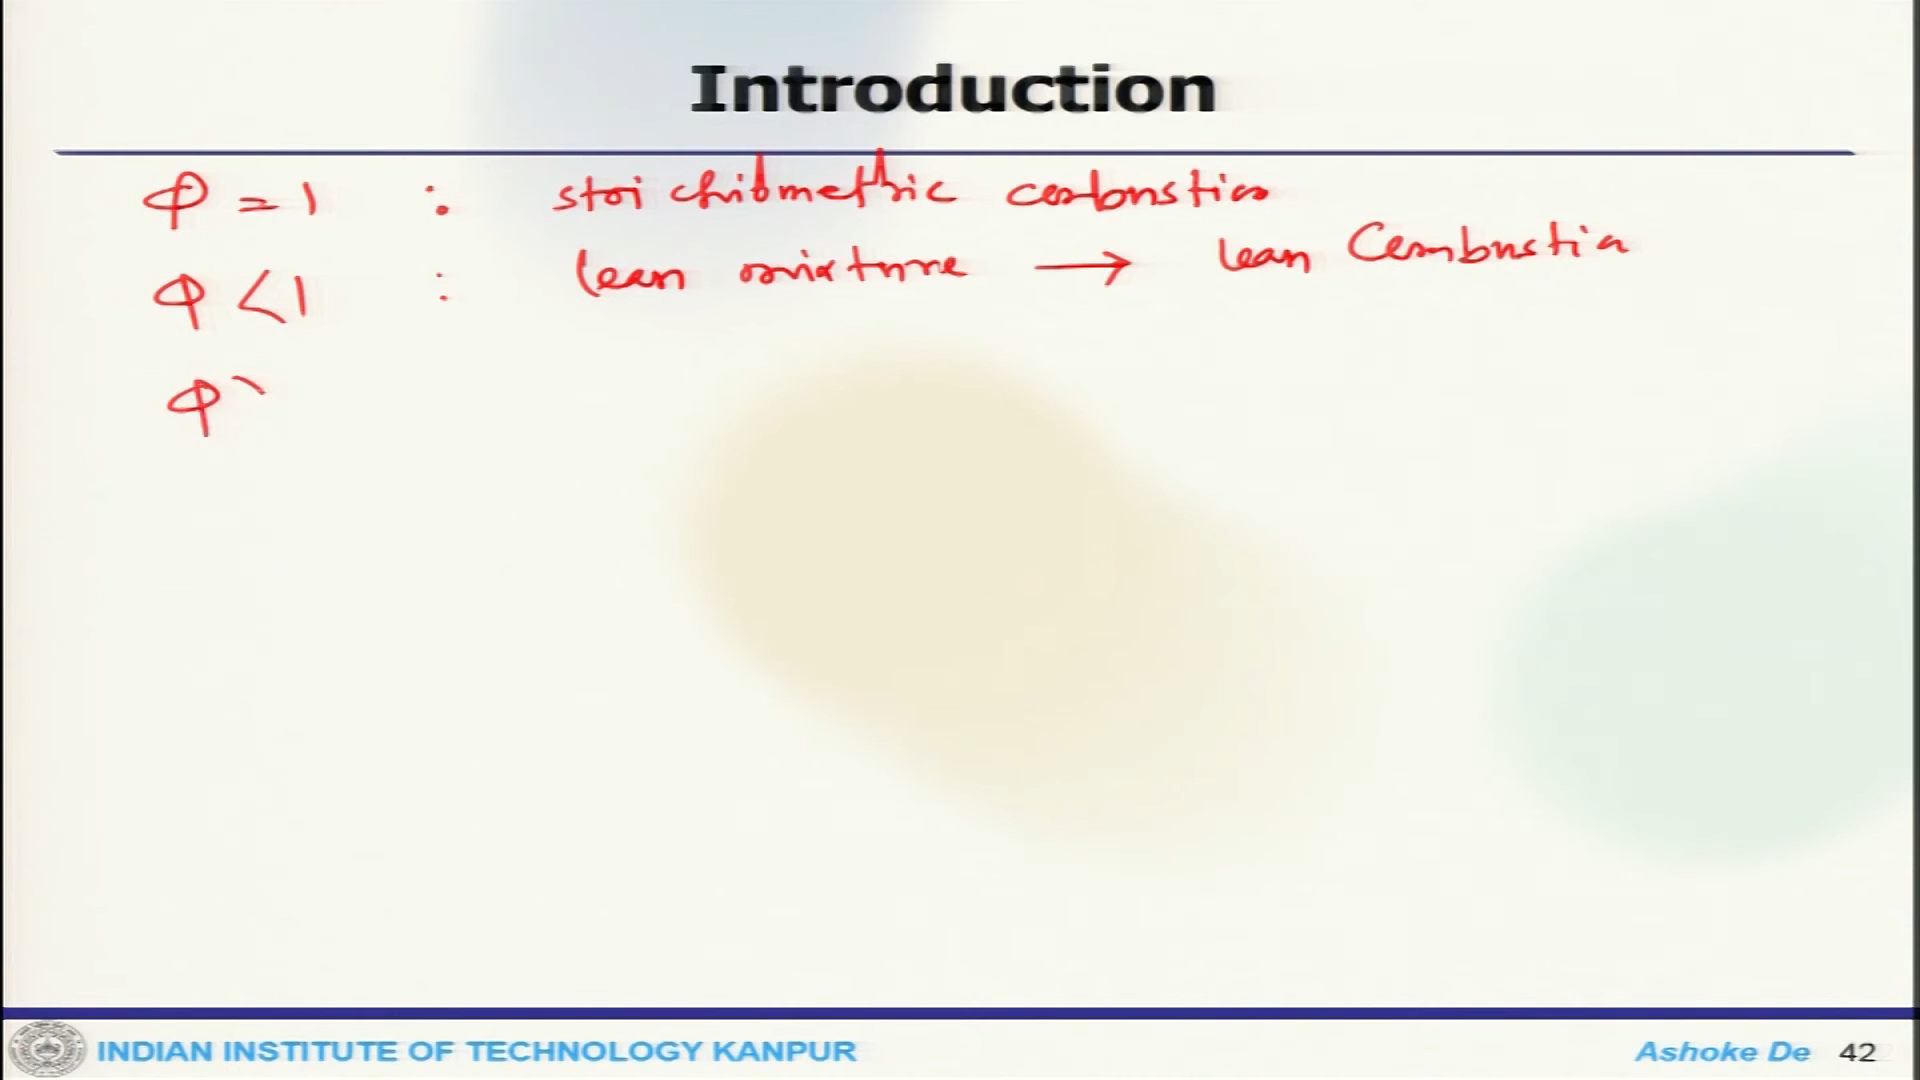 Introduction
φ = 1 : stoichiometric combustion
φ < 1 : lean mixture → lean Combustion
φ
INDIAN INSTITUTE OF TECHNOLOGY KANPUR
Ashoke De 42